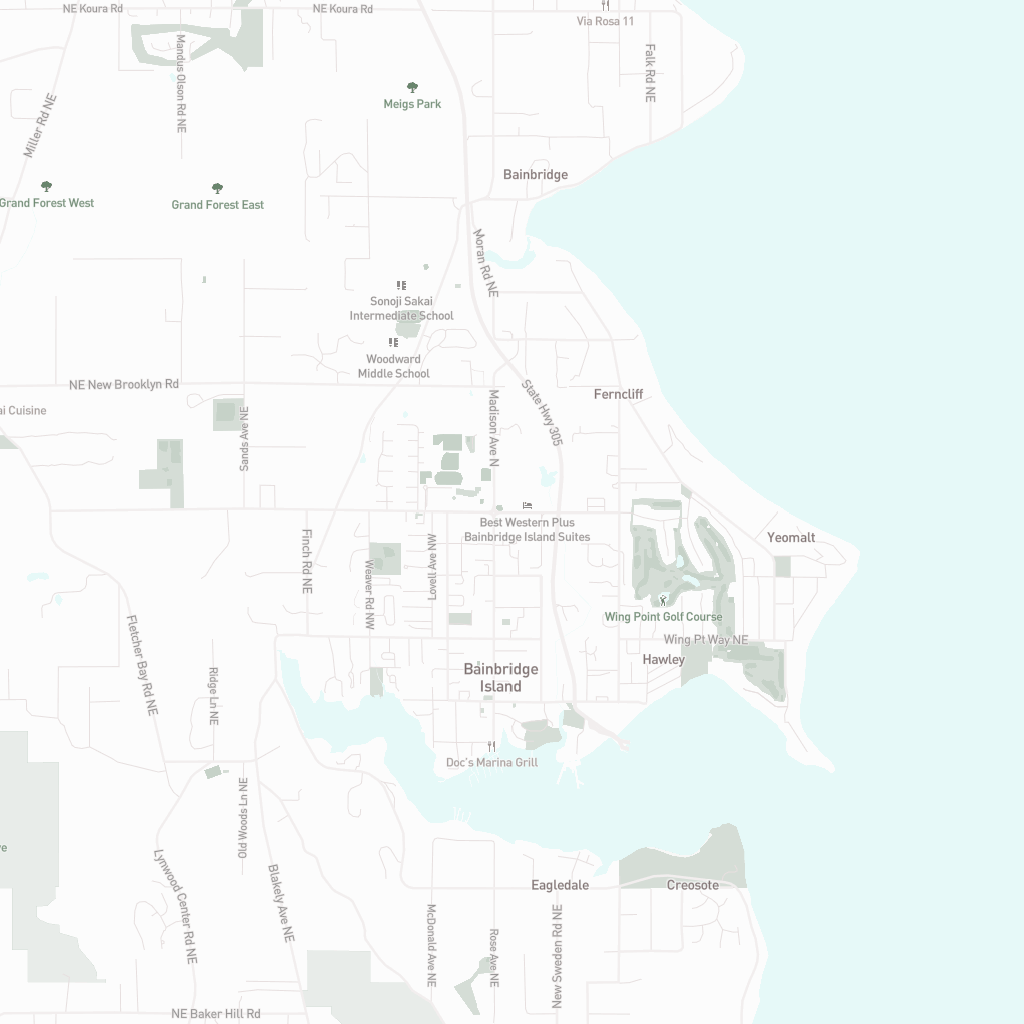 NE Koura Rd
NE Koura Rd
Via Rosa 11
Mandus Olson Rd NE
Falk Rd NE
Meigs Park
Miller Rd NE
Bainbridge
Grand Forest West
Grand Forest East
Moran Rd NE
Sonoji Sakai
Intermediate School
Woodward
Middle School
NE New Brooklyn Rd
State Hwy 305
Ferncliff
Cuisine
Madison Ave N
Sands Ave NE
Best Western Plus
Bainbridge Island Suites
Yeomalt
Finch Rd NE
Lovell Ave NW
Weaver Rd NW
Wing Point Golf Course
Wing Pt Way NE
Hawley
Fletcher Bay Rd NE
Bainbridge
Island
Ridge Ln NE
Doc's Marina Grill
Old Woods Ln NE
Lynwood Center Rd NE
Blakely Ave NE
Eagledale
Creosote
McDonald Ave NE
Rose Ave NE
New Sweden Rd NE
NE Baker Hill Rd